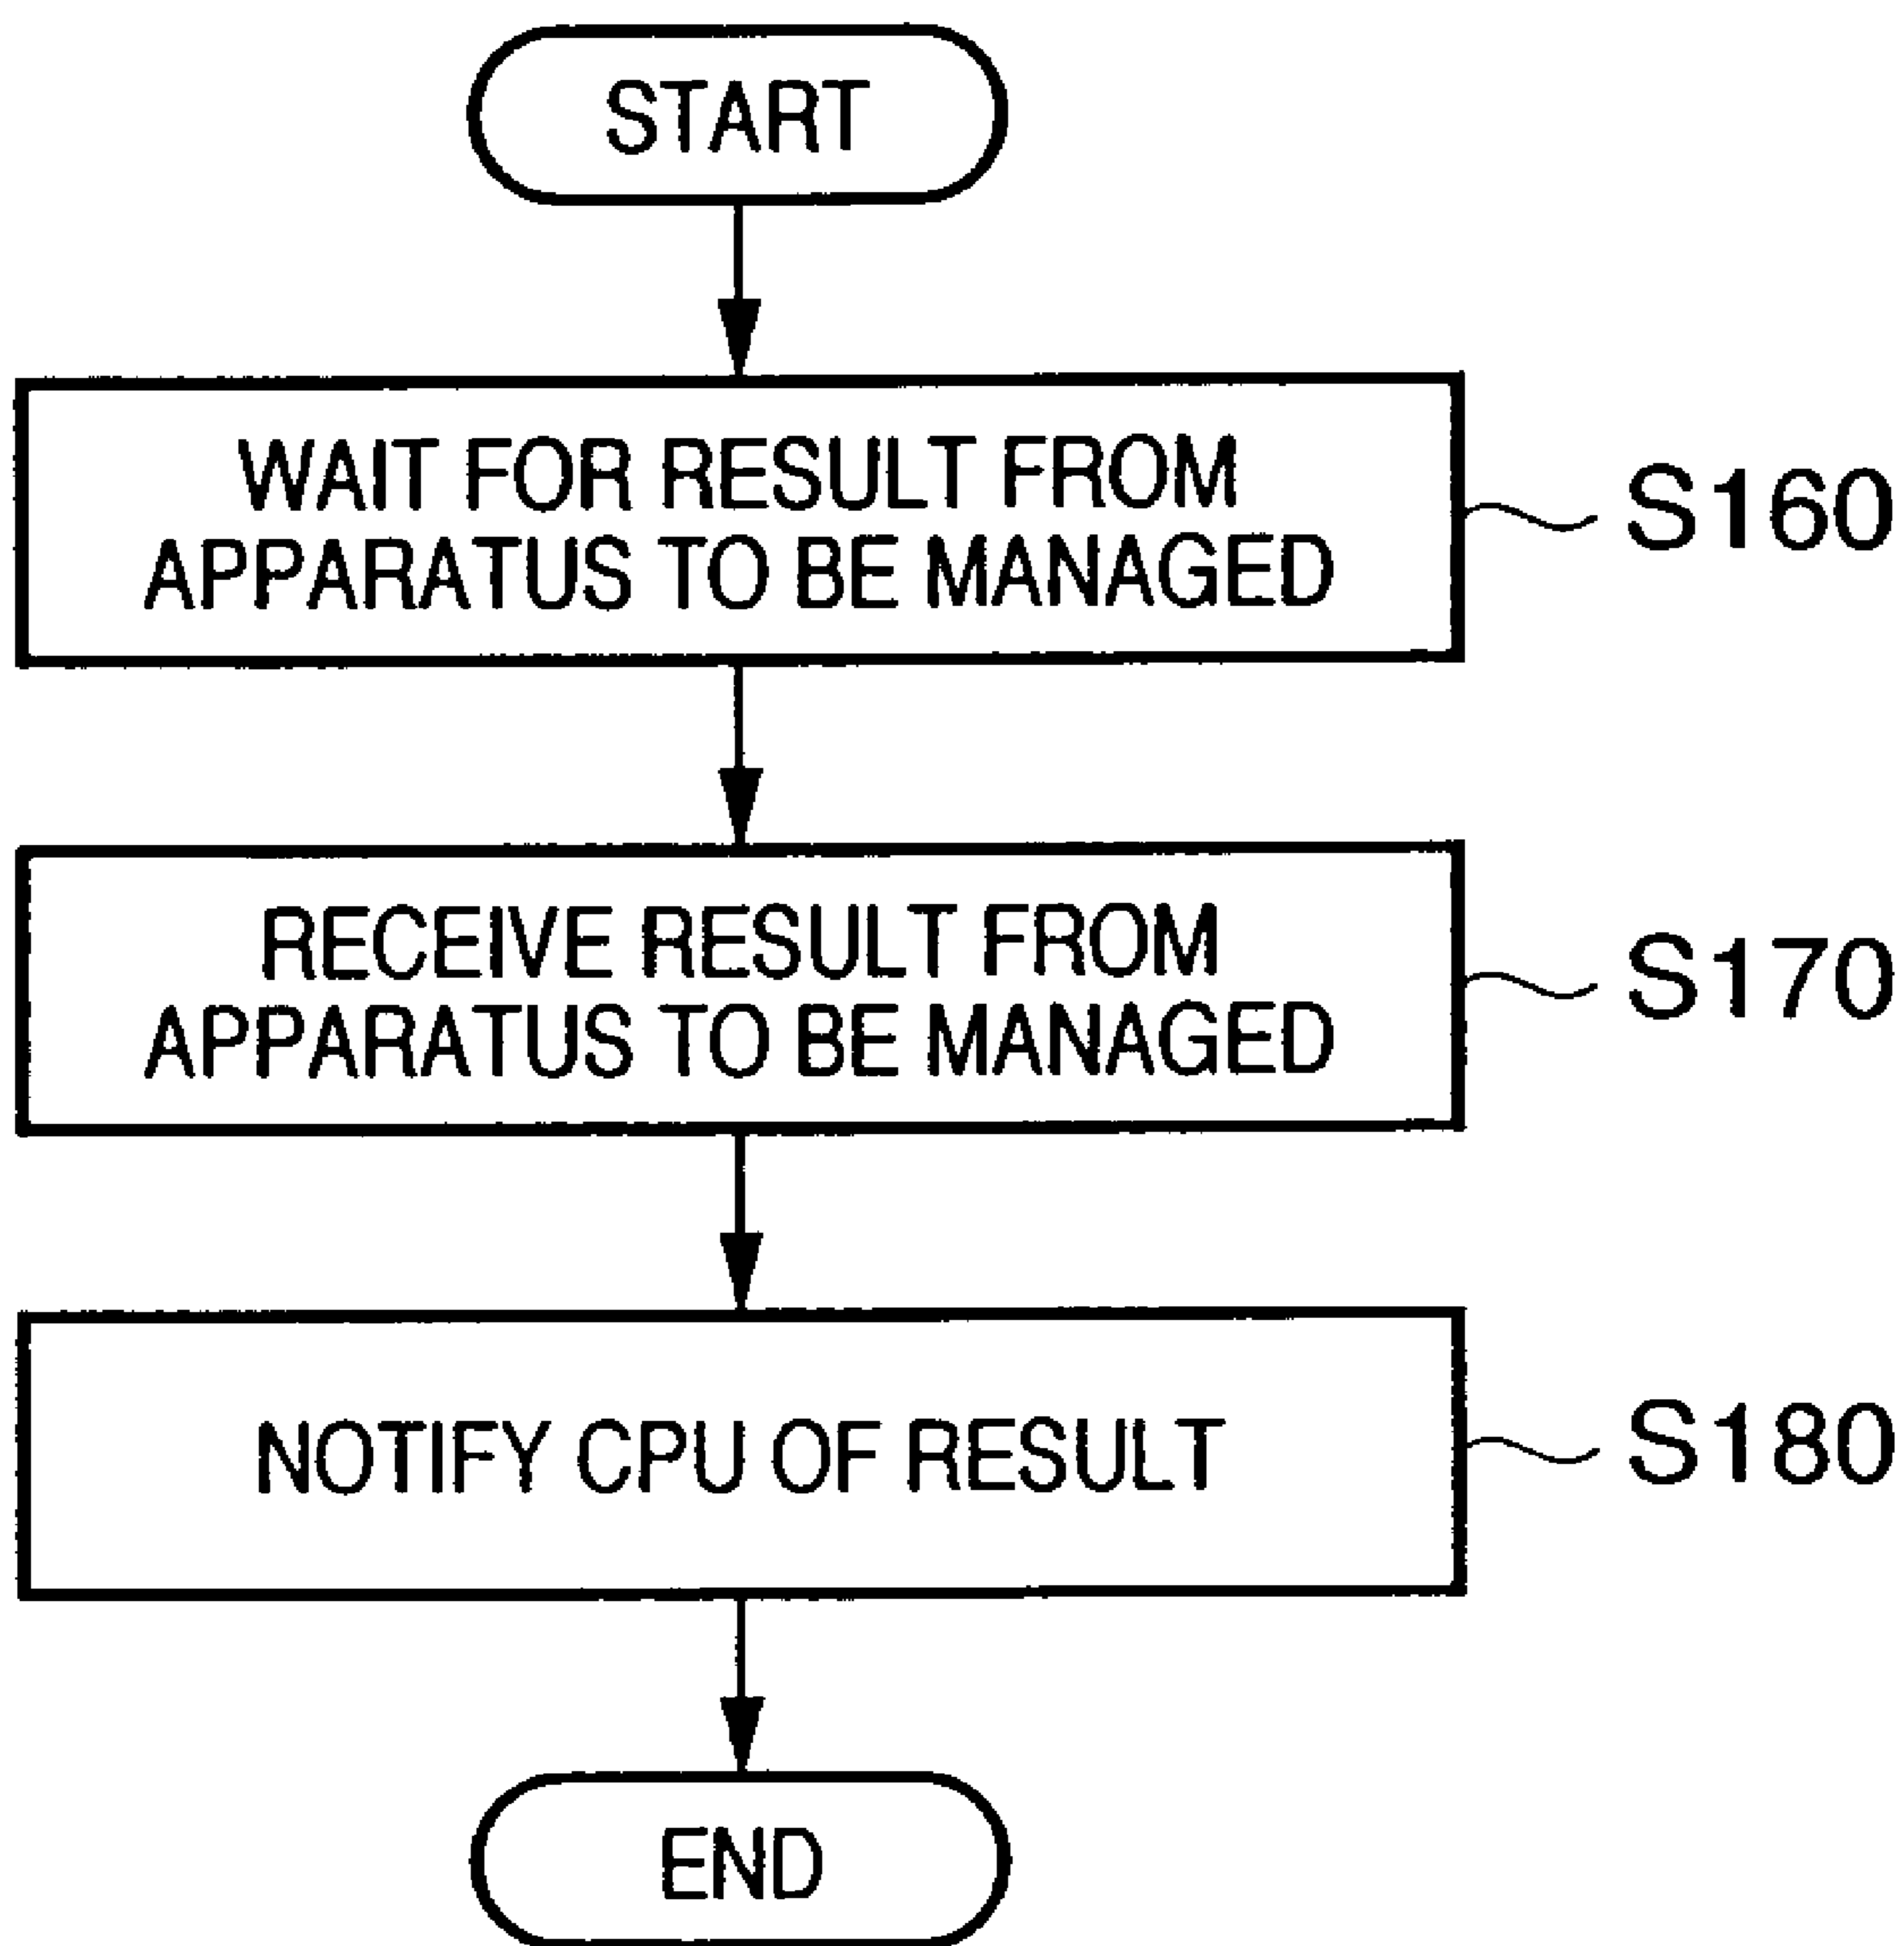 START
WAIT FOR RESULT FROM
APPARATUS TO BE MANAGED
S160
RECEIVE RESULT FROM
APPARATUS TO BE MANAGED
S170
NOTIFY CPU OF RESULT
S180
END